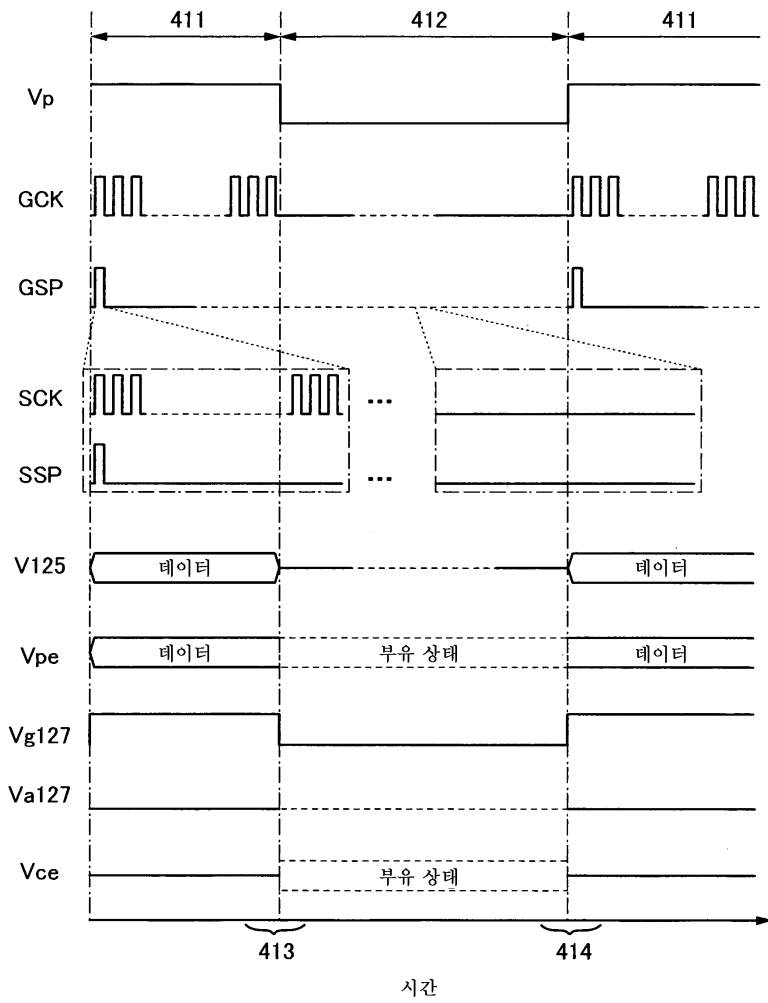 411 412 411
Vp
GCK
GSP
SCK ...
SSP ...
V125 데이터 데이터
Vpe 데이터 부유 상태 데이터
Vg127
Va127
Vce 부유 상태
413 414
시간